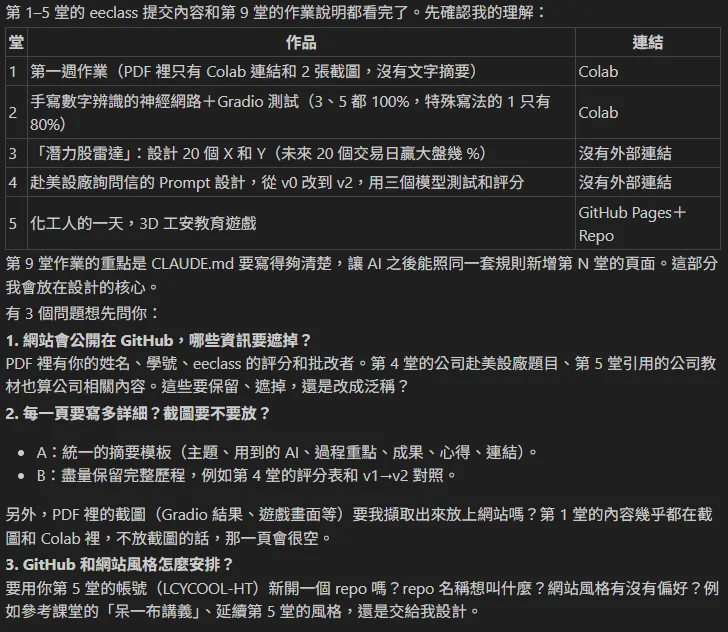 第 1–5 堂的 eeclass 提交內容和第 9 堂的作業說明都看完了。先確認我的理解：
堂 作品 連結
1 第一週作業（PDF 裡只有 Colab 連結和 2 張截圖，沒有文字摘要） Colab
2 手寫數字辨識的神經網路＋Gradio 測試（3、5 都 100%，特殊寫法的 1 只有 Colab
80%）
3 「潛力股雷達」：設計 20 個 X 和 Y（未來 20 個交易日贏大盤幾 %） 沒有外部連結
4 赴美設廠詢問信的 Prompt 設計，從 v0 改到 v2，用三個模型測試和評分 沒有外部連結
5 化工人的一天，3D 工安教育遊戲 GitHub Pages＋
Repo
第 9 堂作業的重點是 CLAUDE.md 要寫得夠清楚，讓 AI 之後能照同一套規則新增第 N 堂的頁面。這部分
我會放在設計的核心。
有 3 個問題想先問你：
1. 網站會公開在 GitHub，哪些資訊要遮掉？
PDF 裡有你的姓名、學號、eeclass 的評分和批改者。第 4 堂的公司赴美設廠題目、第 5 堂引用的公司教
材也算公司相關內容。這些要保留、遮掉，還是改成泛稱？
2. 每一頁要寫多詳細？截圖要不要放？
• A：統一的摘要模板（主題、用到的 AI、過程重點、成果、心得、連結）。
• B：盡量保留完整歷程，例如第 4 堂的評分表和 v1→v2 對照。
另外，PDF 裡的截圖（Gradio 結果、遊戲畫面等）要我擷取出來放上網站嗎？第 1 堂的內容幾乎都在截
圖和 Colab 裡，不放截圖的話，那一頁會很空。
3. GitHub 和網站風格怎麼安排？
要用你第 5 堂的帳號（LCYCOOL-HT）新開一個 repo 嗎？repo 名稱想叫什麼？網站風格有沒有偏好？例
如參考課堂的「呆一布講義」、延續第 5 堂的風格，還是交給我設計。